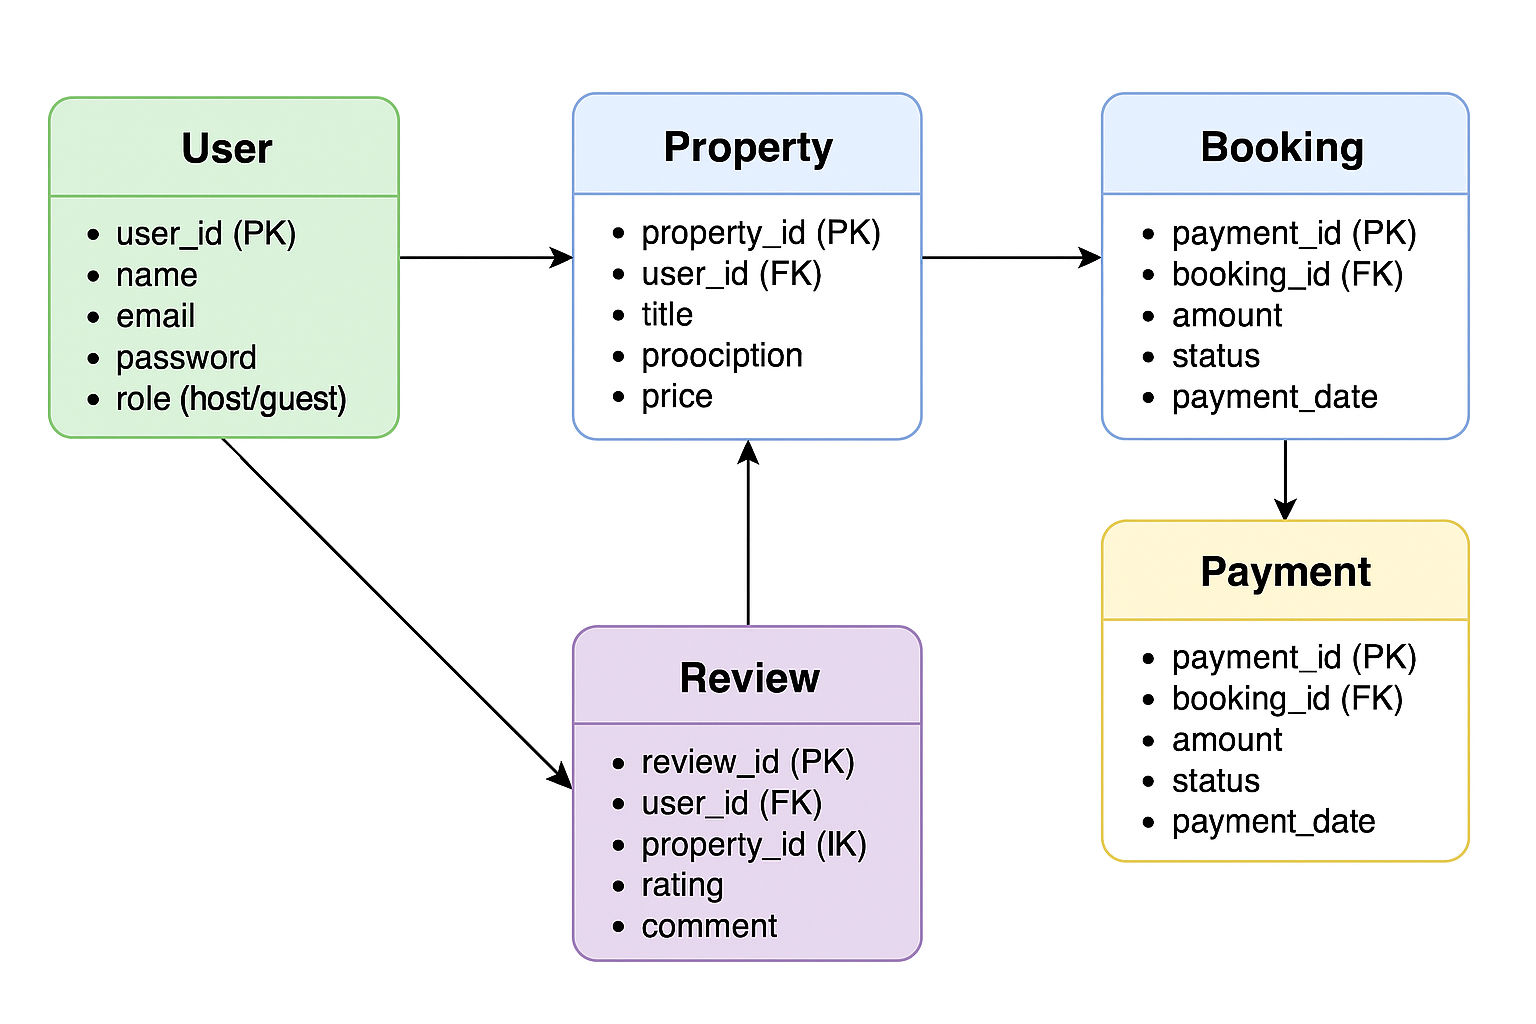 User
• user_id (PK)
• name
• email
• password
• role (host/guest)
Property
• property_id (PK)
• user_id (FK)
• title
• proociption
• price
Booking
• payment_id (PK)
• booking_id (FK)
• amount
• status
• payment_date
Review
• review_id (PK)
• user_id (FK)
• property_id (IK)
• rating
• comment
Payment
• payment_id (PK)
• booking_id (FK)
• amount
• status
• payment_date